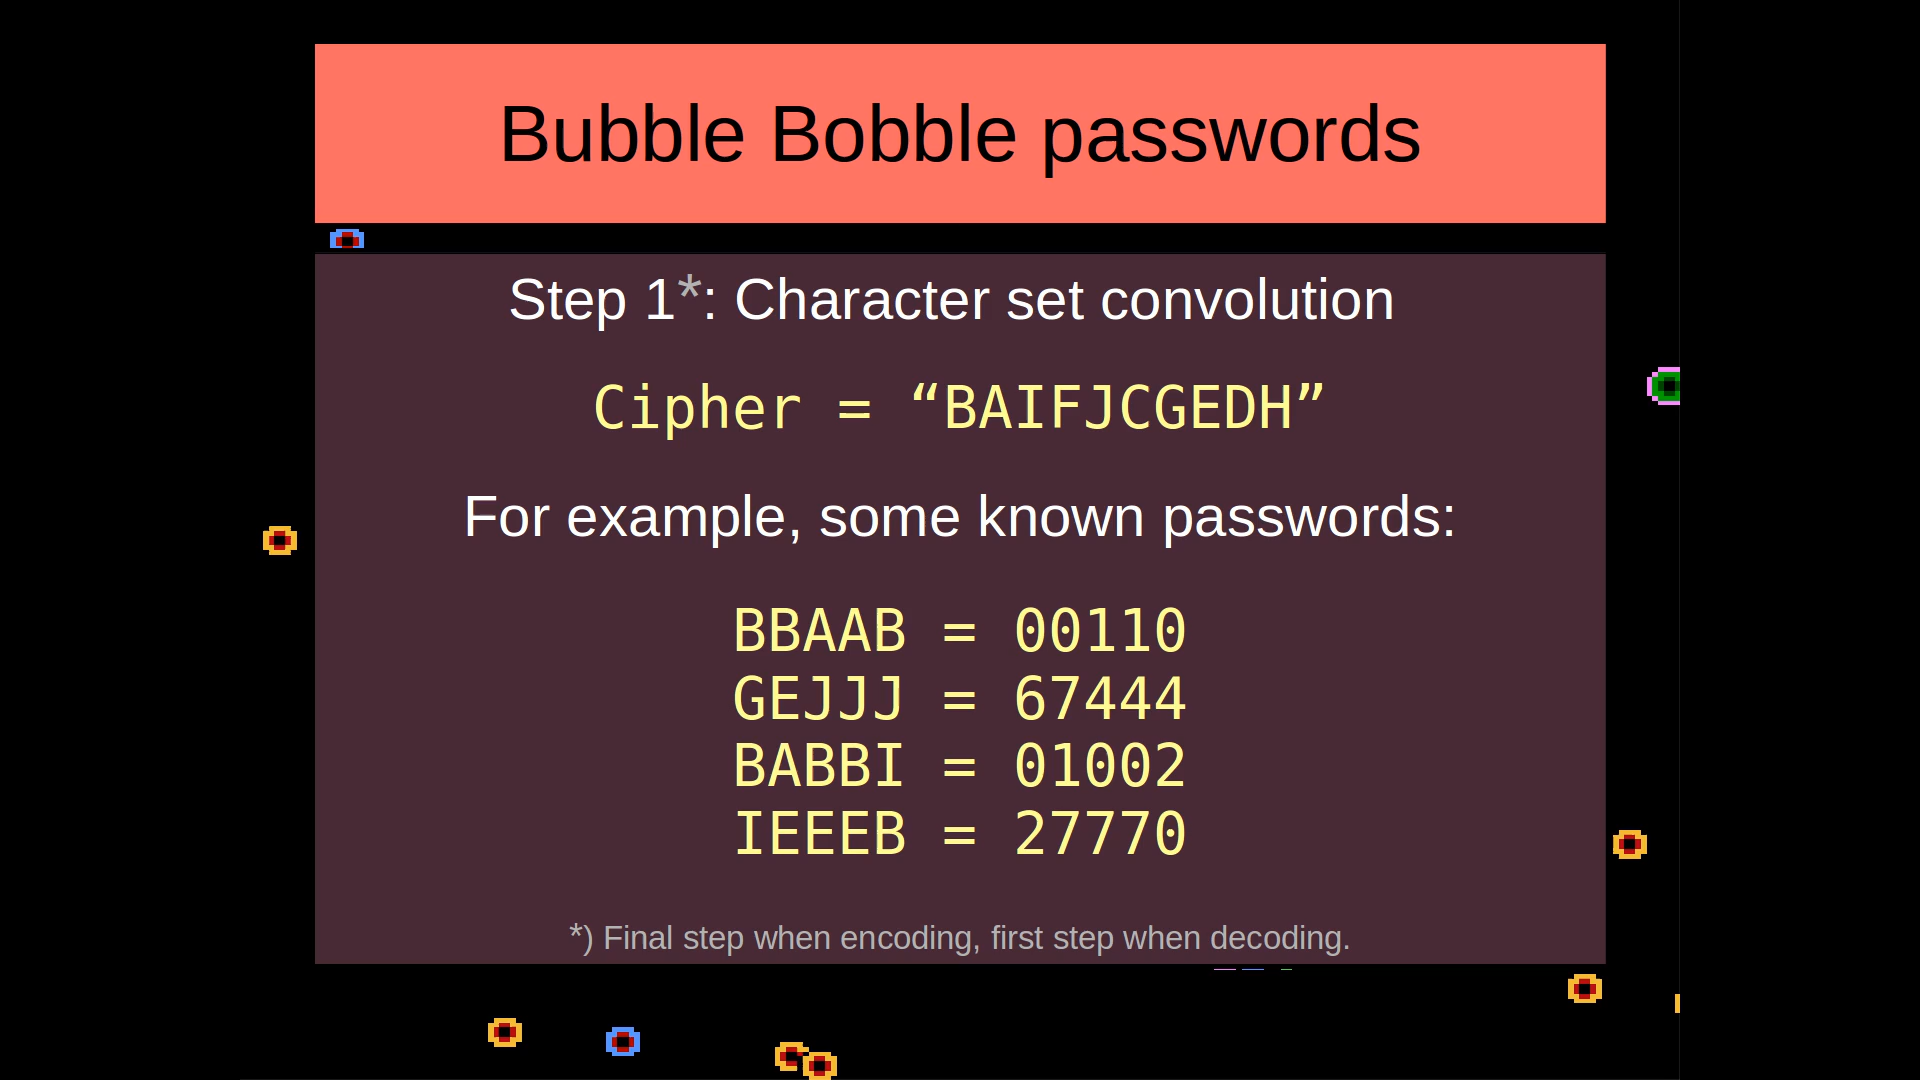 Bubble Bobble passwords
Step 1*: Character set convolution
Cipher = “BAIFJCGEDH”
For example, some known passwords:
BBAAB = 00110
GEJJJ = 67444
BABBI = 01002
IEEEB = 27770
*) Final step when encoding, first step when decoding.